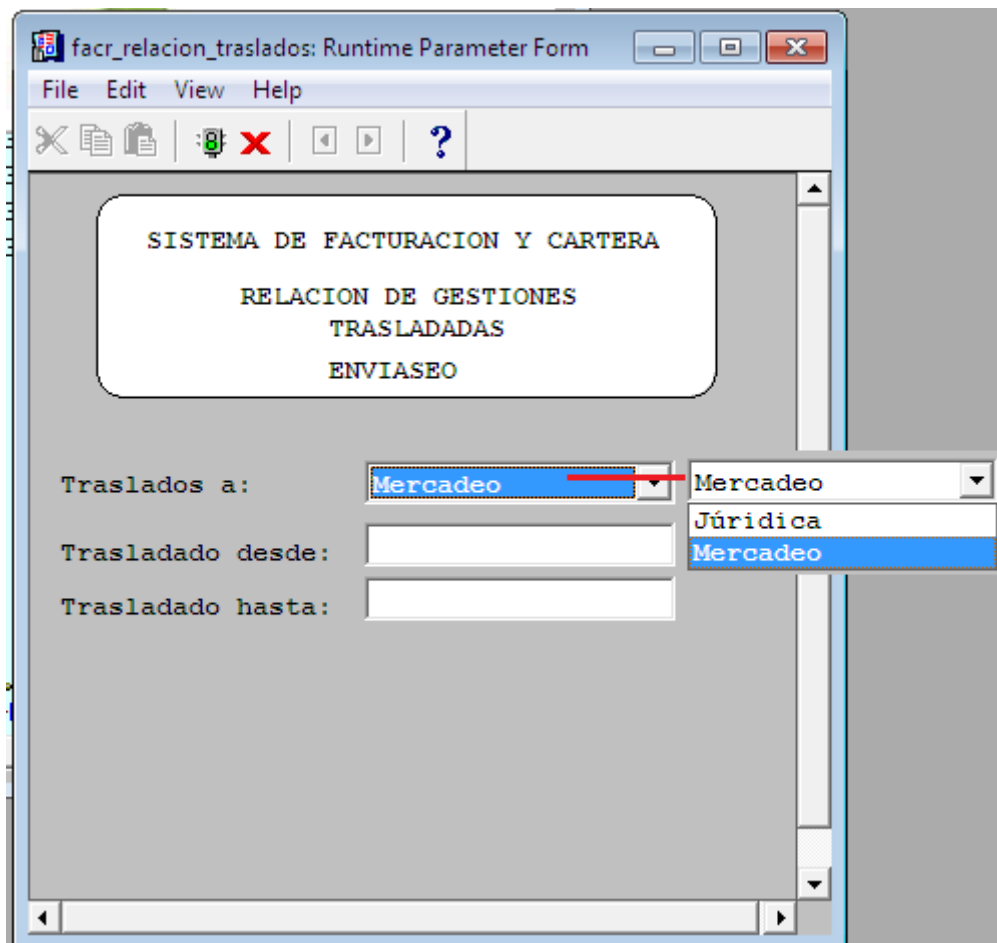 facr_relacion_traslados: Runtime Parameter Form
File Edit View Help
SISTEMA DE FACTURACION Y CARTERA
RELACION DE GESTIONES
TRASLADADAS
ENVIASEO
Traslados a: Mercadeo Mercadeo
Júridica
Mercadeo
Trasladado desde:
Trasladado hasta: